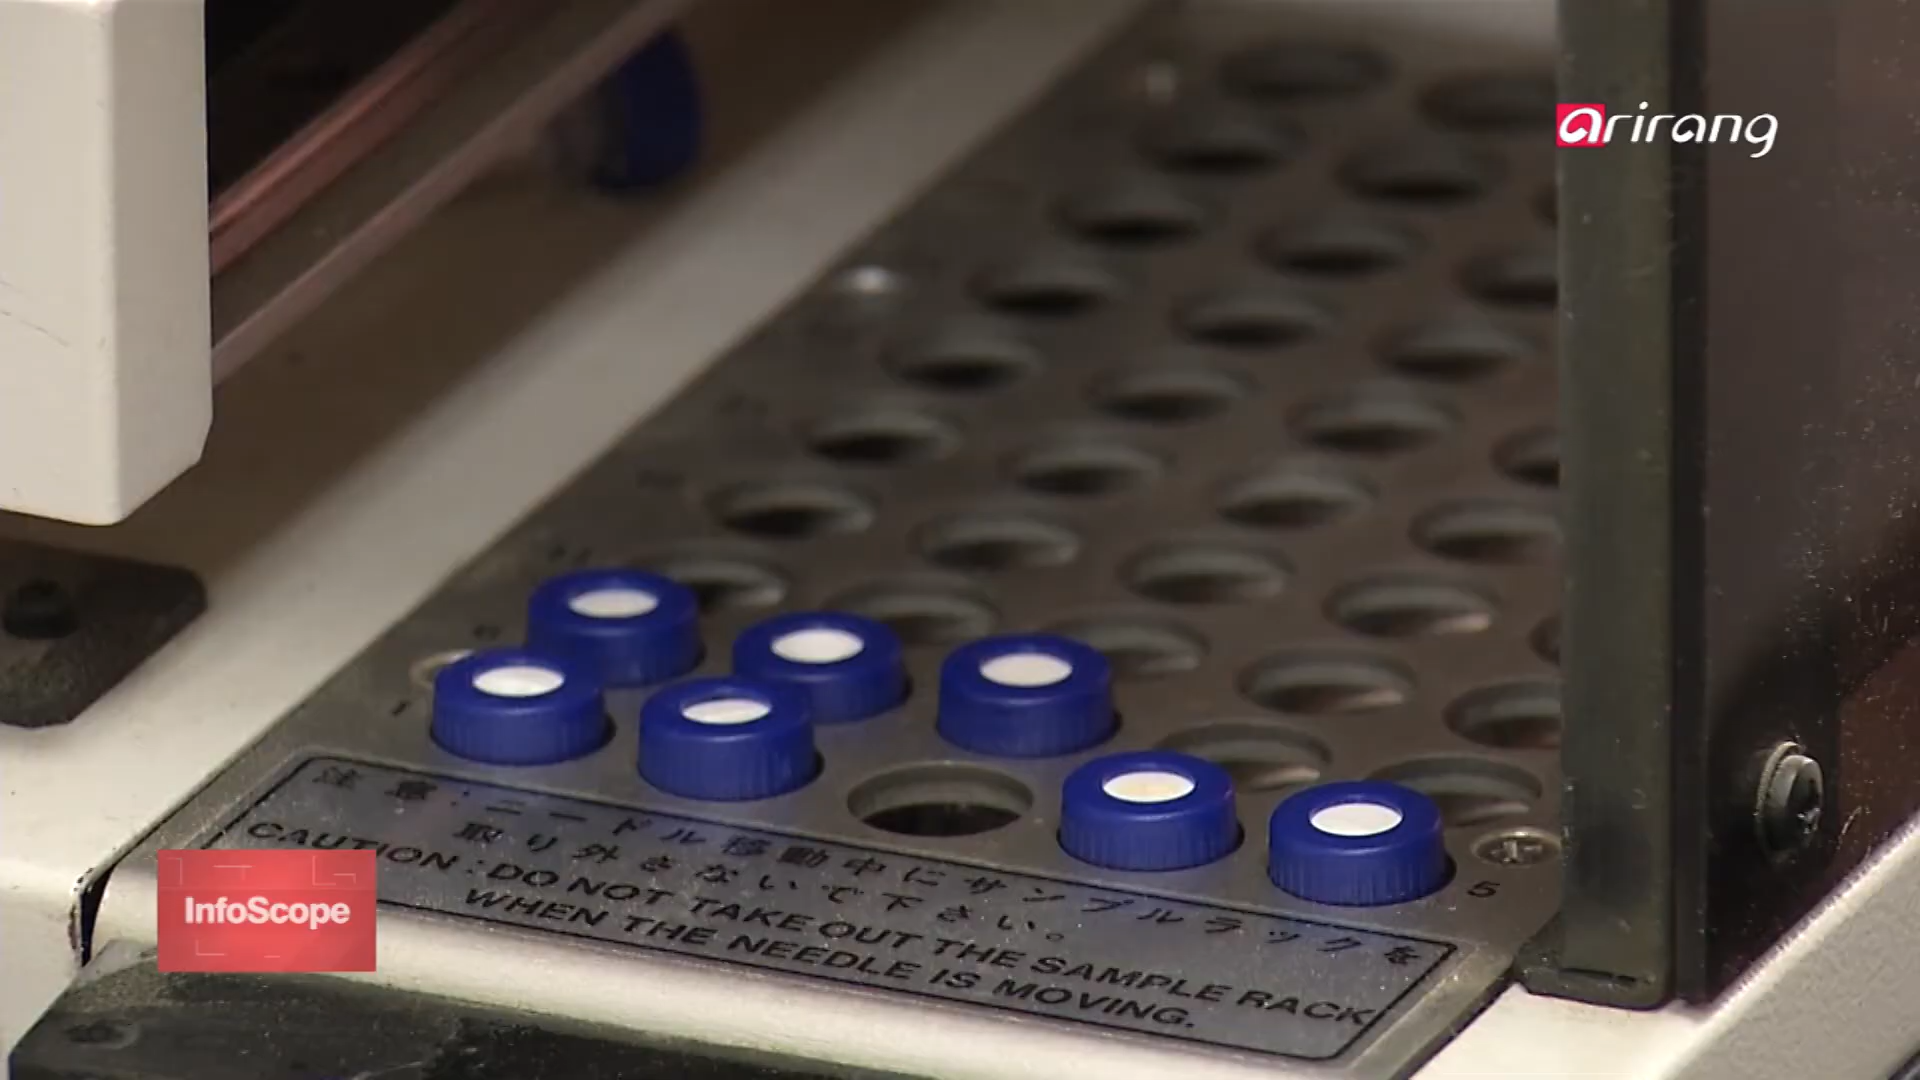 arirang
1
5
注意:ニードル移動中にサンプルラックを
取り外さないで下さい。
CAUTION : DO NOT TAKE OUT THE SAMPLE RACK
WHEN THE NEEDLE IS MOVING.
InfoScope